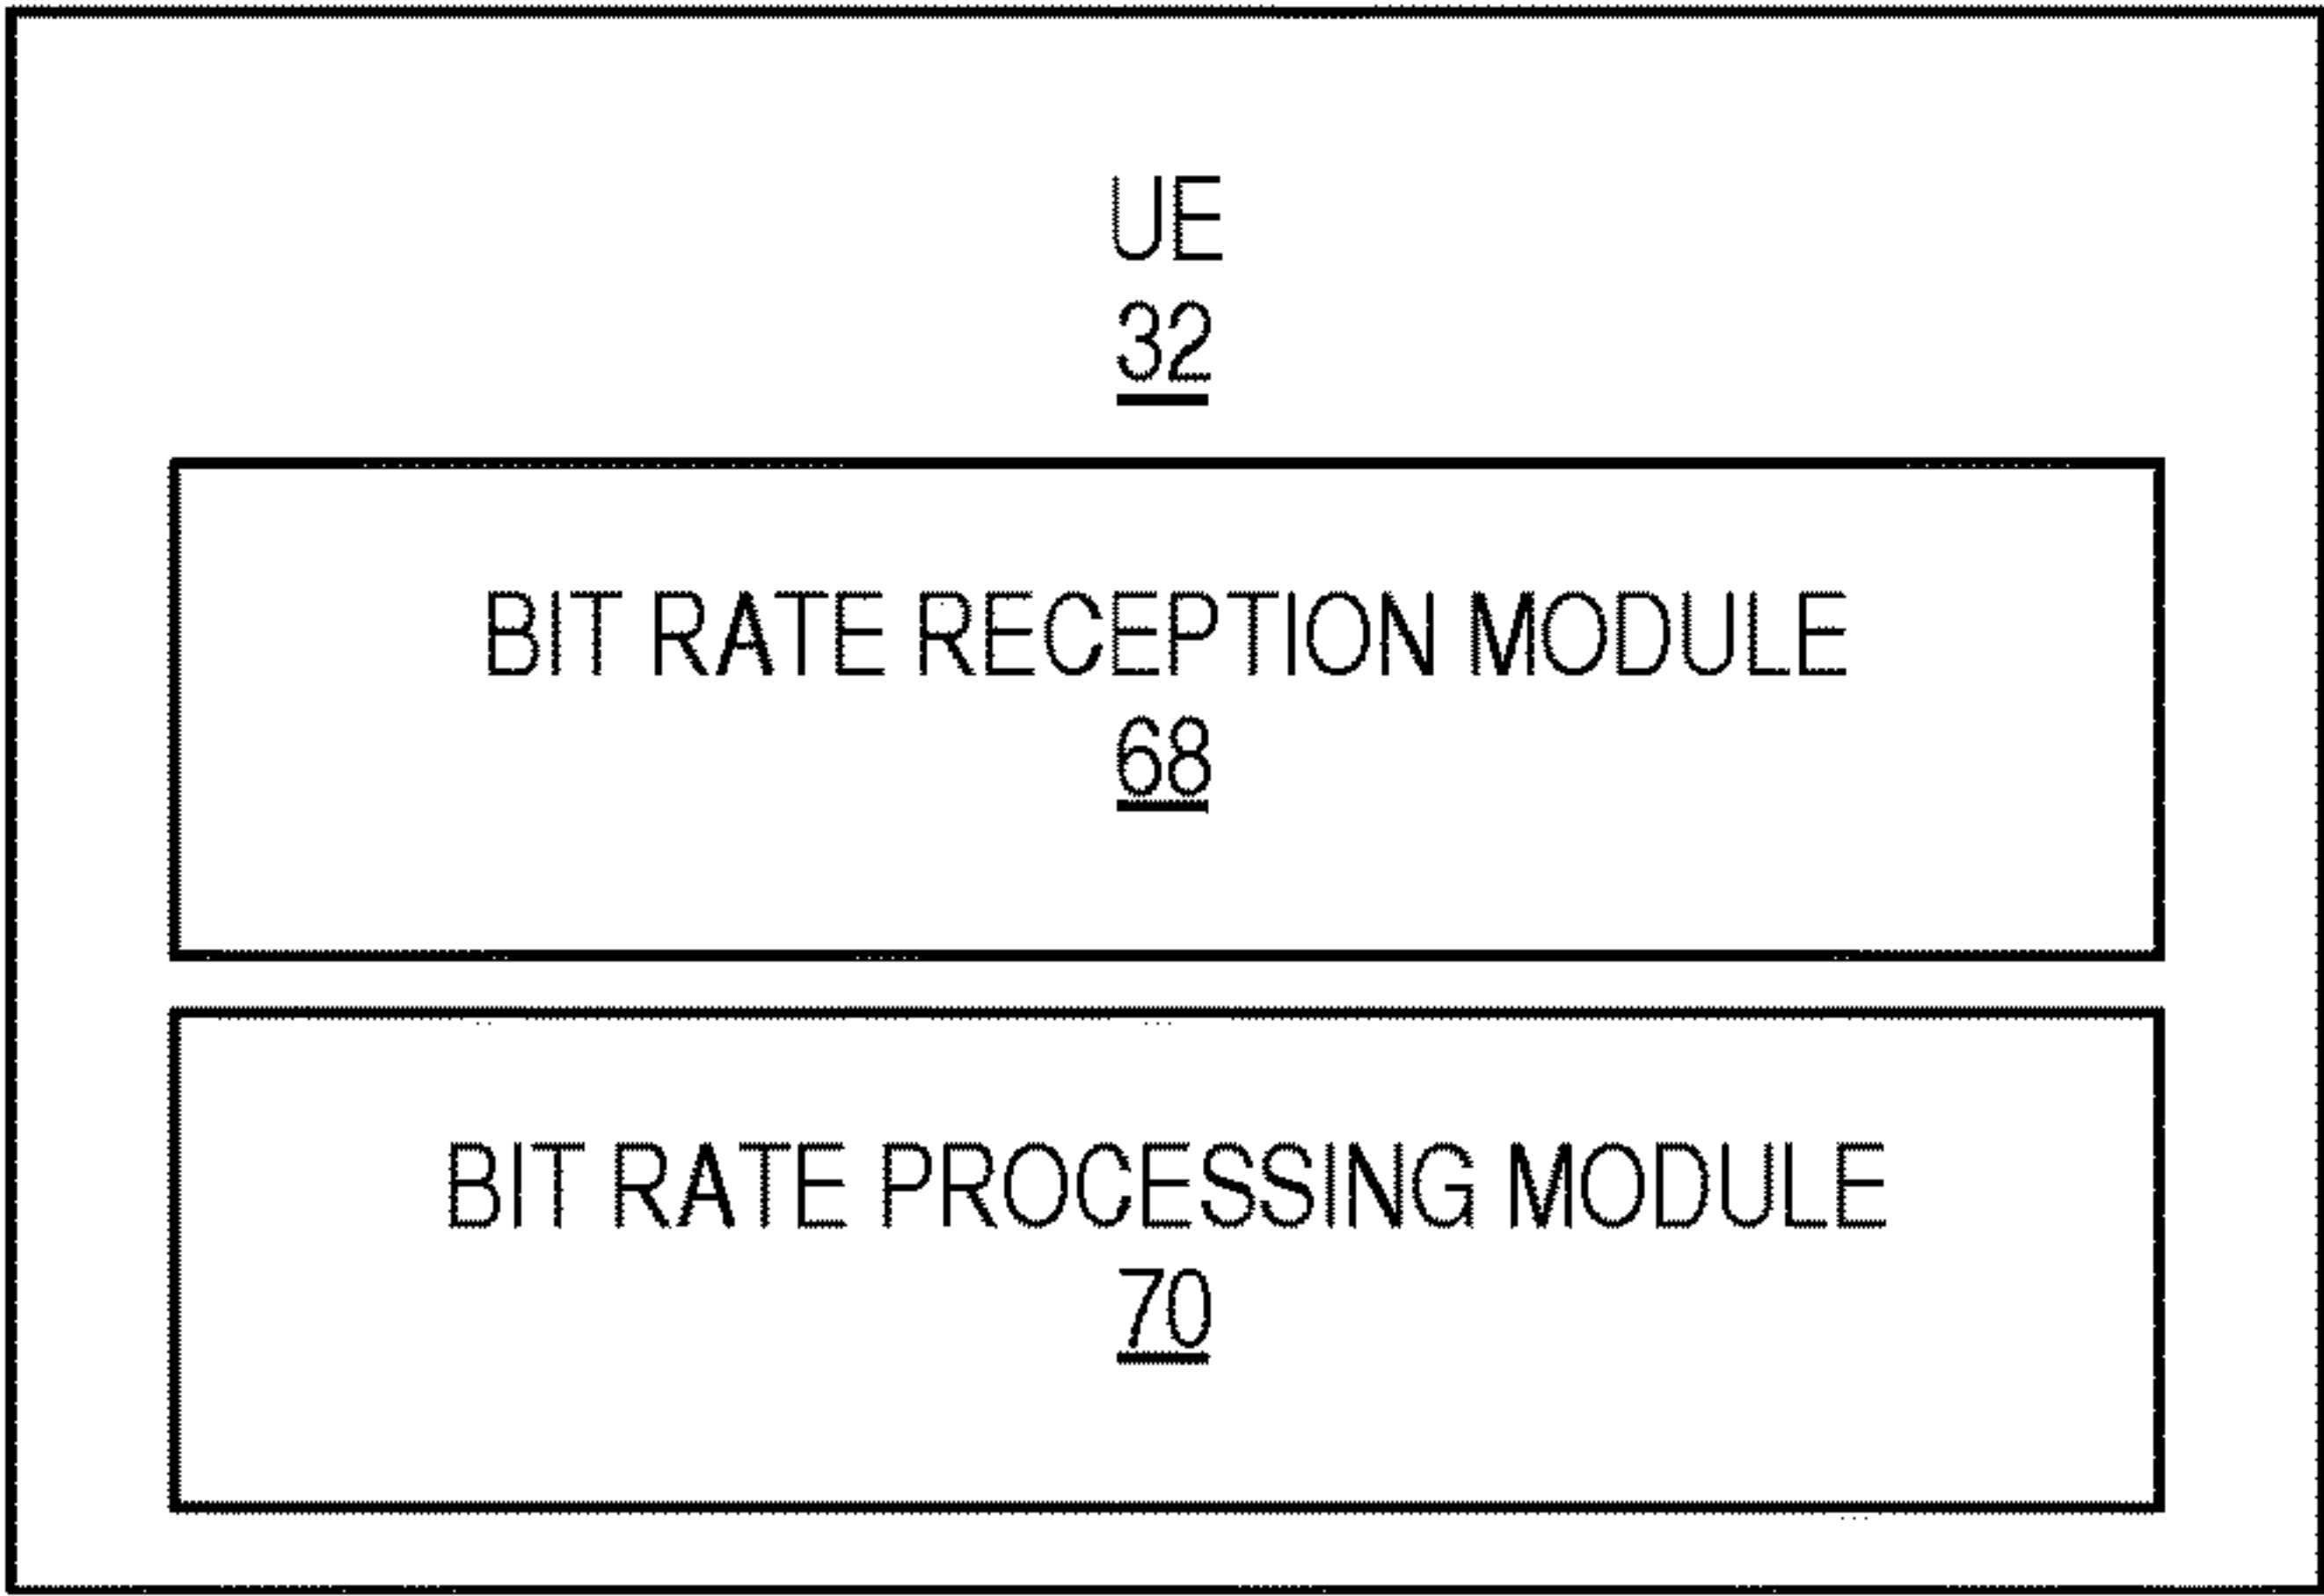 UE
32
BIT RATE RECEPTION MODULE
68
BIT RATE PROCESSING MODULE
70